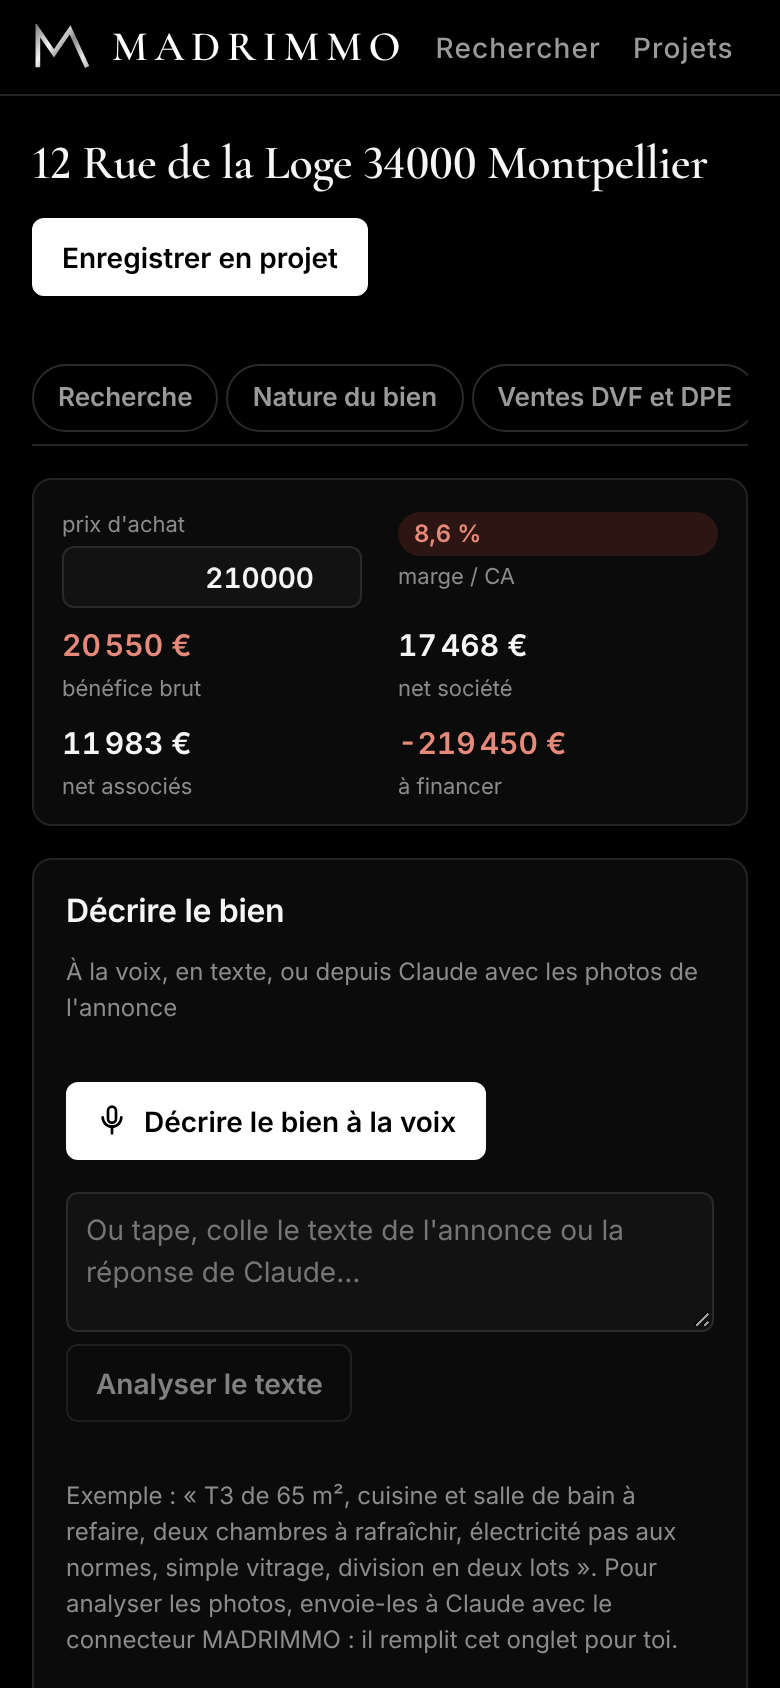 MADRIMMO Rechercher Projets
12 Rue de la Loge 34000 Montpellier
Enregistrer en projet
Recherche Nature du bien Ventes DVF et DPE
prix d'achat
210000
8,6 %
marge / CA
20 550 €
bénéfice brut
17 468 €
net société
11 983 €
net associés
-219 450 €
à financer
Décrire le bien
À la voix, en texte, ou depuis Claude avec les photos de
l'annonce
Décrire le bien à la voix
Ou tape, colle le texte de l'annonce ou la
réponse de Claude...
Analyser le texte
Exemple : « T3 de 65 m², cuisine et salle de bain à
refaire, deux chambres à rafraîchir, électricité pas aux
normes, simple vitrage, division en deux lots ». Pour
analyser les photos, envoie-les à Claude avec le
connecteur MADRIMMO : il remplit cet onglet pour toi.